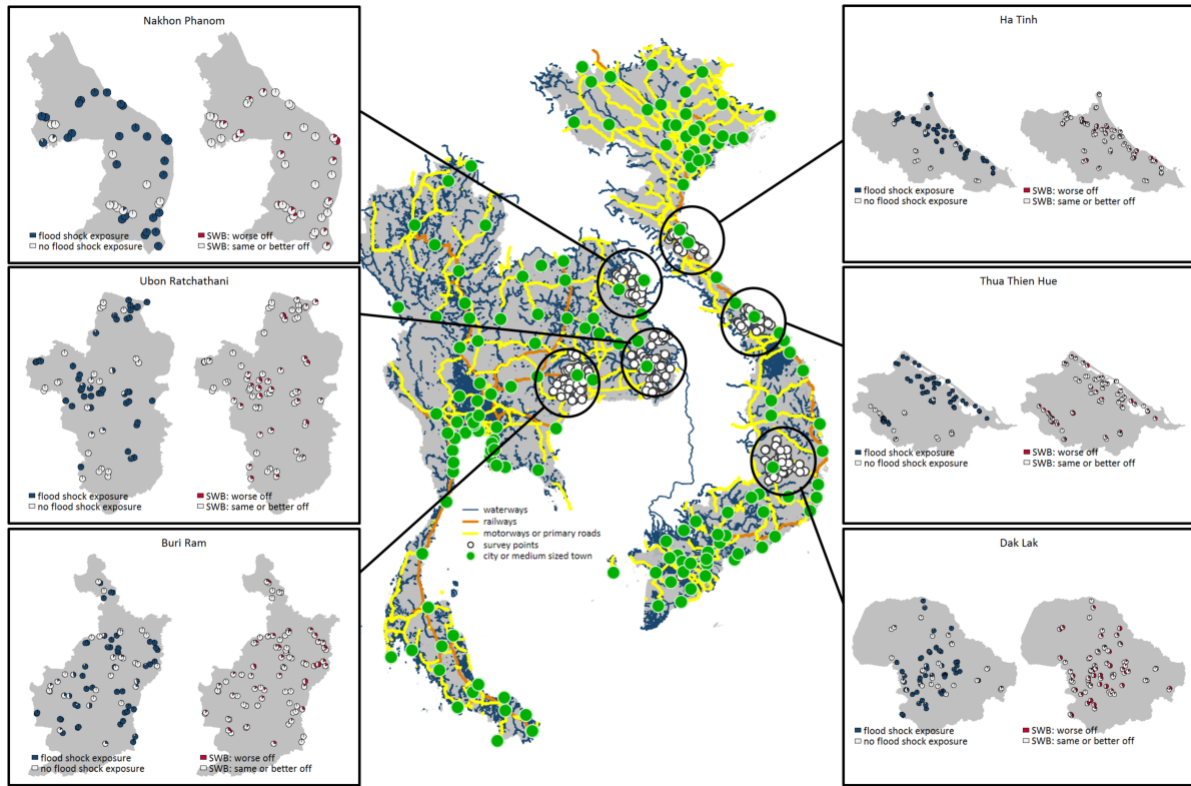 Nakhon Phanom
flood shock exposure
no flood shock exposure
SWB: worse off
SWB: same or better off
Ubon Ratchathani
flood shock exposure
no flood shock exposure
SWB: worse off
SWB: same or better off
Buri Ram
flood shock exposure
no flood shock exposure
SWB: worse off
SWB: same or better off
waterways
railways
motorways or primary roads
survey points
city or medium sized town
Ha Tinh
flood shock exposure
no flood shock exposure
SWB: worse off
SWB: same or better off
Thua Thien Hue
flood shock exposure
no flood shock exposure
SWB: worse off
SWB: same or better off
Dak Lak
flood shock exposure
no flood shock exposure
SWB: worse off
SWB: same or better off